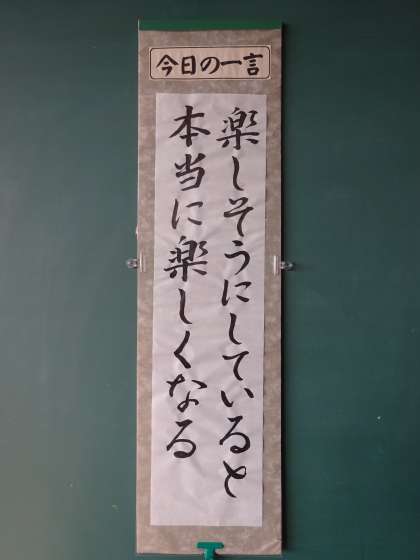 今日の一言
楽しそうにしていると
本当に楽しくなる